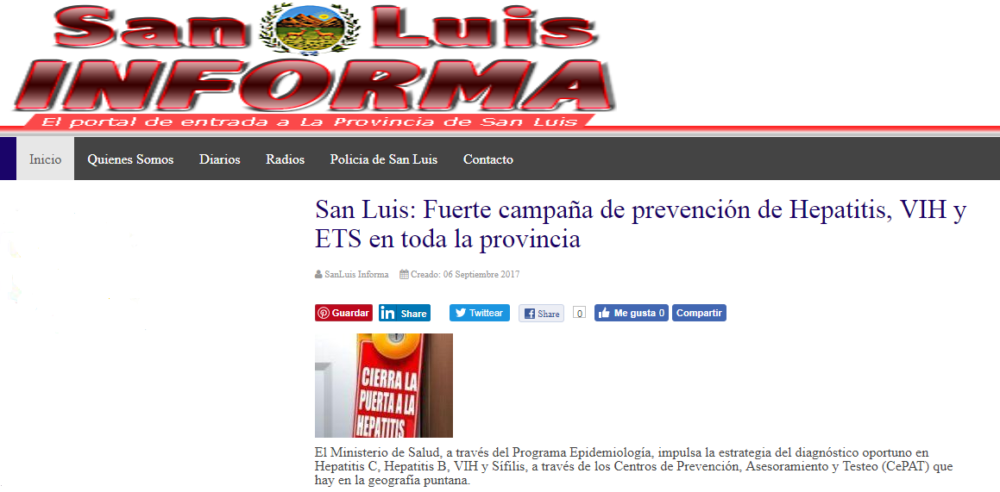 San Luis
INFORMA
El portal de entrada a La Provincia de San Luis
Inicio Quienes Somos Diarios Radios Policia de San Luis Contacto
San Luis: Fuerte campaña de prevención de Hepatitis, VIH y
ETS en toda la provincia
SanLuis Informa Creado: 06 Septiembre 2017
Guardar in Share Twittear Share 0 Me gusta 0 Compartir
CIERRA LA
PUERTA A LA
HEPATITIS
El Ministerio de Salud, a través del Programa Epidemiología, impulsa la estrategia del diagnóstico oportuno en
Hepatitis C, Hepatitis B, VIH y Sífilis, a través de los Centros de Prevención, Asesoramiento y Testeo (CePAT) que
hay en la geografía puntana.